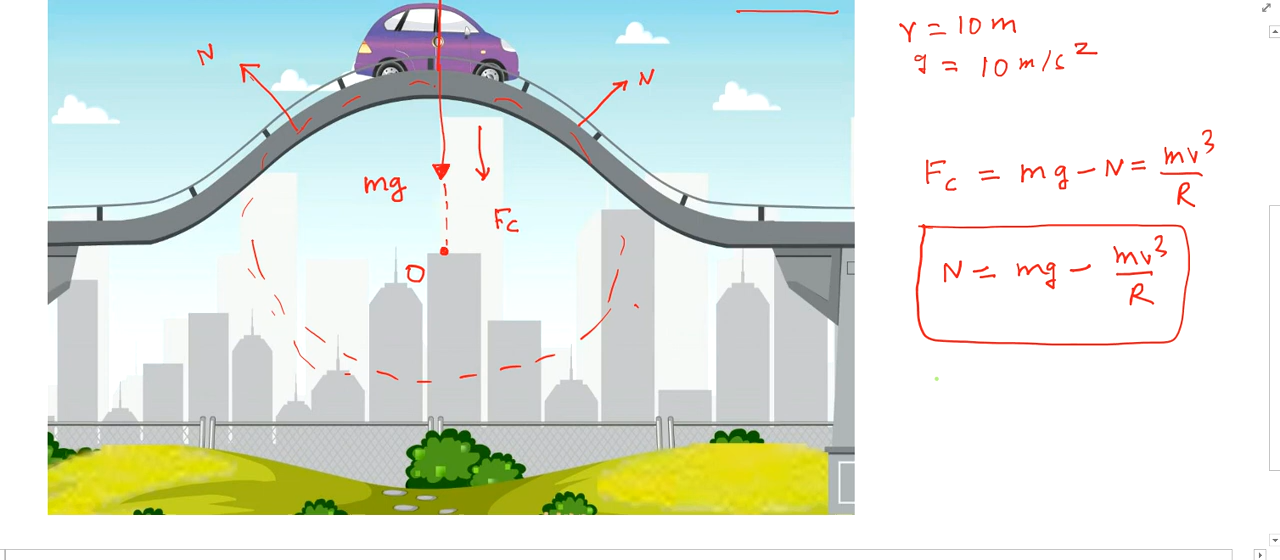 r = 10 m
g = 10 m/s²
N
N
mg
Fc
O
Fc = mg - N = mv³/R
N = mg - mv³/R